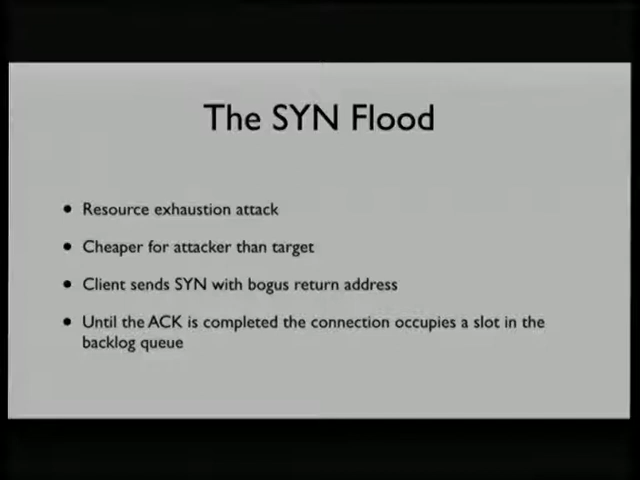 The SYN Flood
• Resource exhaustion attack
• Cheaper for attacker than target
• Client sends SYN with bogus return address
• Until the ACK is completed the connection occupies a slot in the
backlog queue